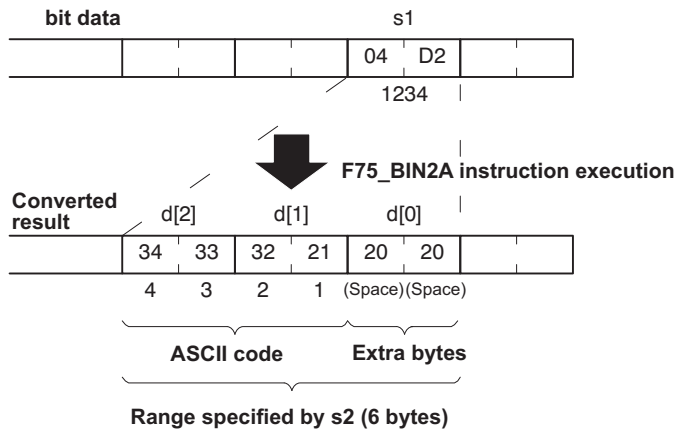 bit data s1
04 D2
1234
F75_BIN2A instruction execution
Converted
result
d[2] d[1] d[0]
34 33 32 21 20 20
4 3 2 1 (Space) (Space)
ASCII code Extra bytes
Range specified by s2 (6 bytes)